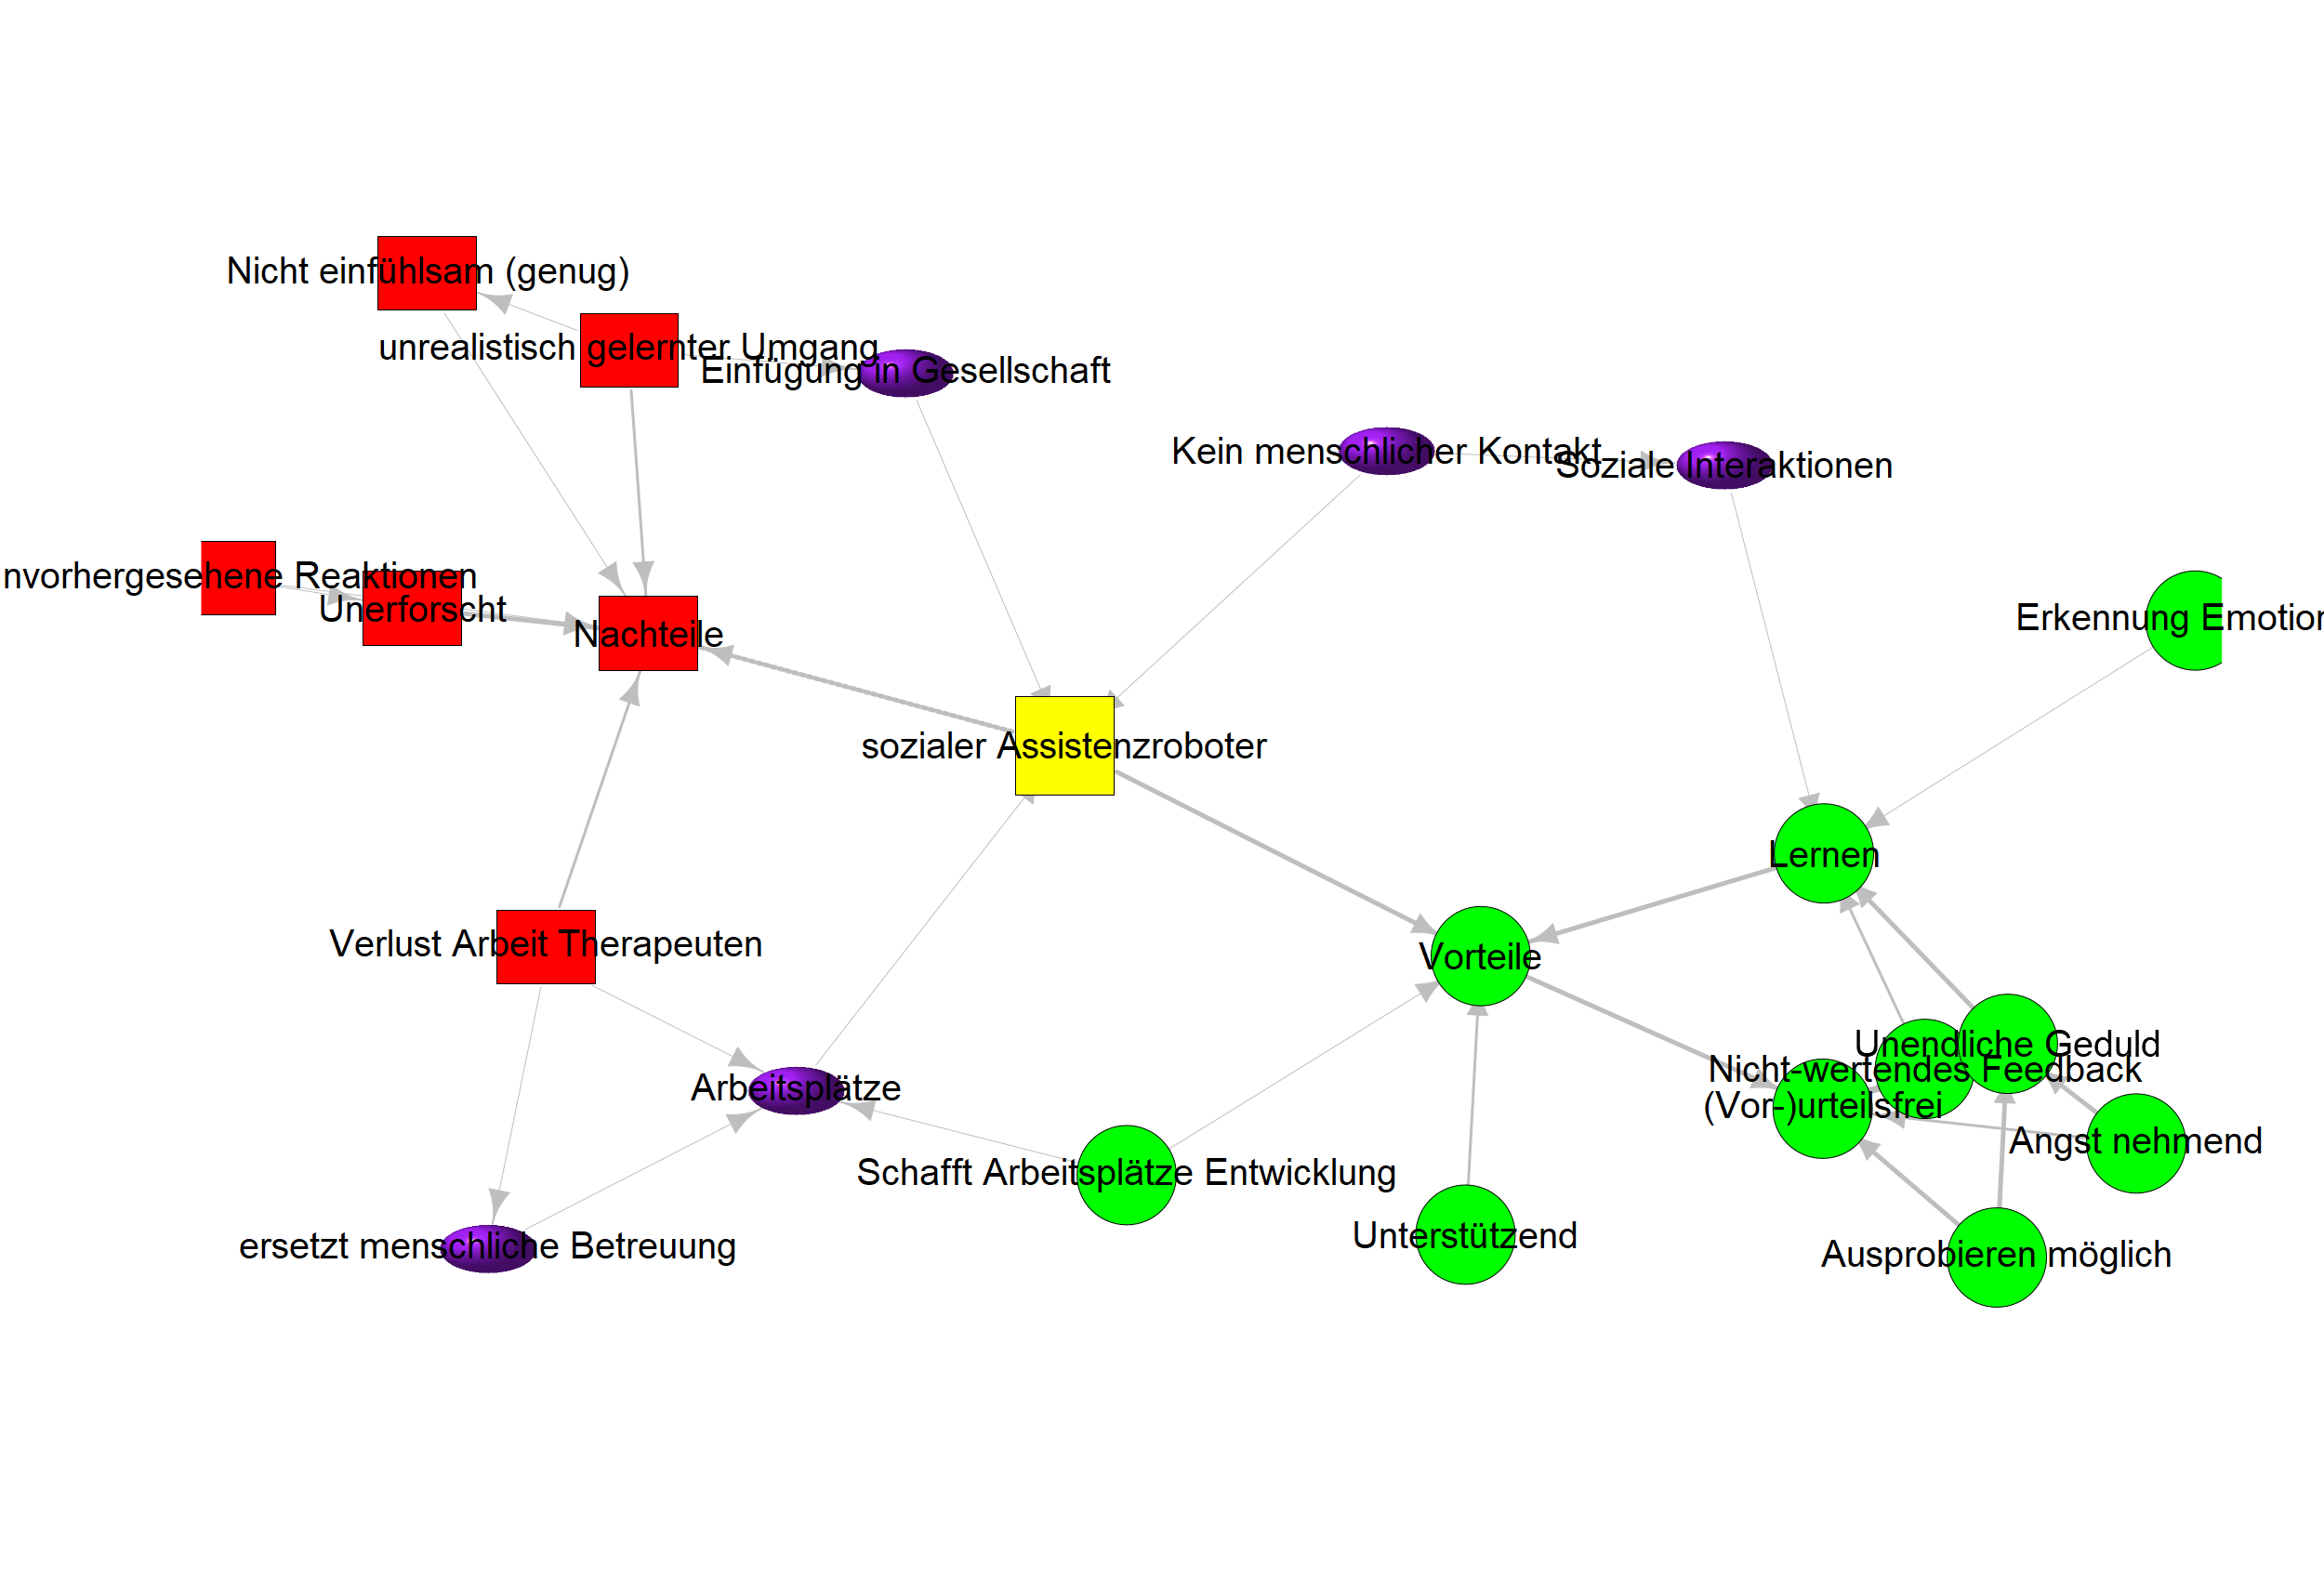 Nicht einfühlsam (genug)
unrealistisch gelernter Umgang
Einfügung in Gesellschaft
Kein menschlicher Kontakt
Soziale Interaktionen
nvorhergesehene Reaktionen
Unerforscht
Nachteile
Erkennung Emotion
sozialer Assistenzroboter
Lernen
Verlust Arbeit Therapeuten
Vorteile
Unendliche Geduld
Nicht-wertendes Feedback
(Vor-)urteilsfrei
Arbeitsplätze
Angst nehmend
Schafft Arbeitsplätze Entwicklung
Unterstützend
ersetzt menschliche Betreuung
Ausprobieren möglich